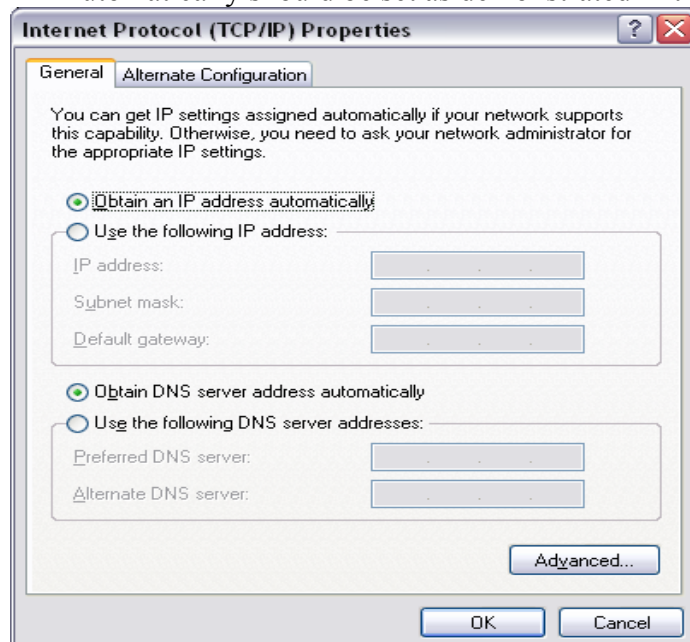 Internet Protocol (TCP/IP) Properties
General Alternate Configuration
You can get IP settings assigned automatically if your network supports
this capability. Otherwise, you need to ask your network administrator for
the appropriate IP settings.
Obtain an IP address automatically
Use the following IP address:
IP address:
Subnet mask:
Default gateway:
Obtain DNS server address automatically
Use the following DNS server addresses:
Preferred DNS server:
Alternate DNS server:
Advanced...
OK Cancel